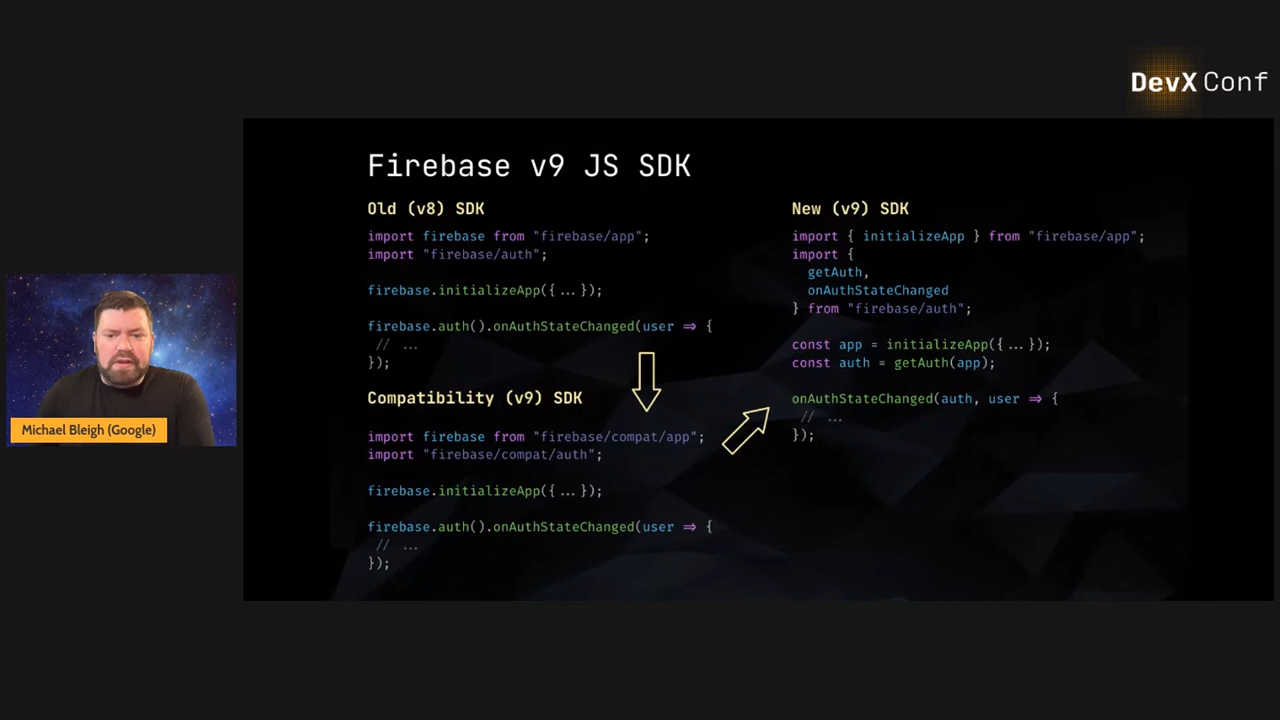 DevX Conf
Firebase v9 JS SDK
Old (v8) SDK
import firebase from "firebase/app";
import "firebase/auth";
firebase.initializeApp({...});
firebase.auth().onAuthStateChanged(user ⇒ {
// ...
});
Compatibility (v9) SDK
import firebase from "firebase/compat/app";
import "firebase/compat/auth";
firebase.initializeApp({...});
firebase.auth().onAuthStateChanged(user ⇒ {
// ...
});
New (v9) SDK
import { initializeApp } from "firebase/app";
import {
getAuth,
onAuthStateChanged
} from "firebase/auth";
const app = initializeApp({...});
const auth = getAuth(app);
onAuthStateChanged(auth, user ⇒ {
// ...
});
Michael Bleigh (Google)